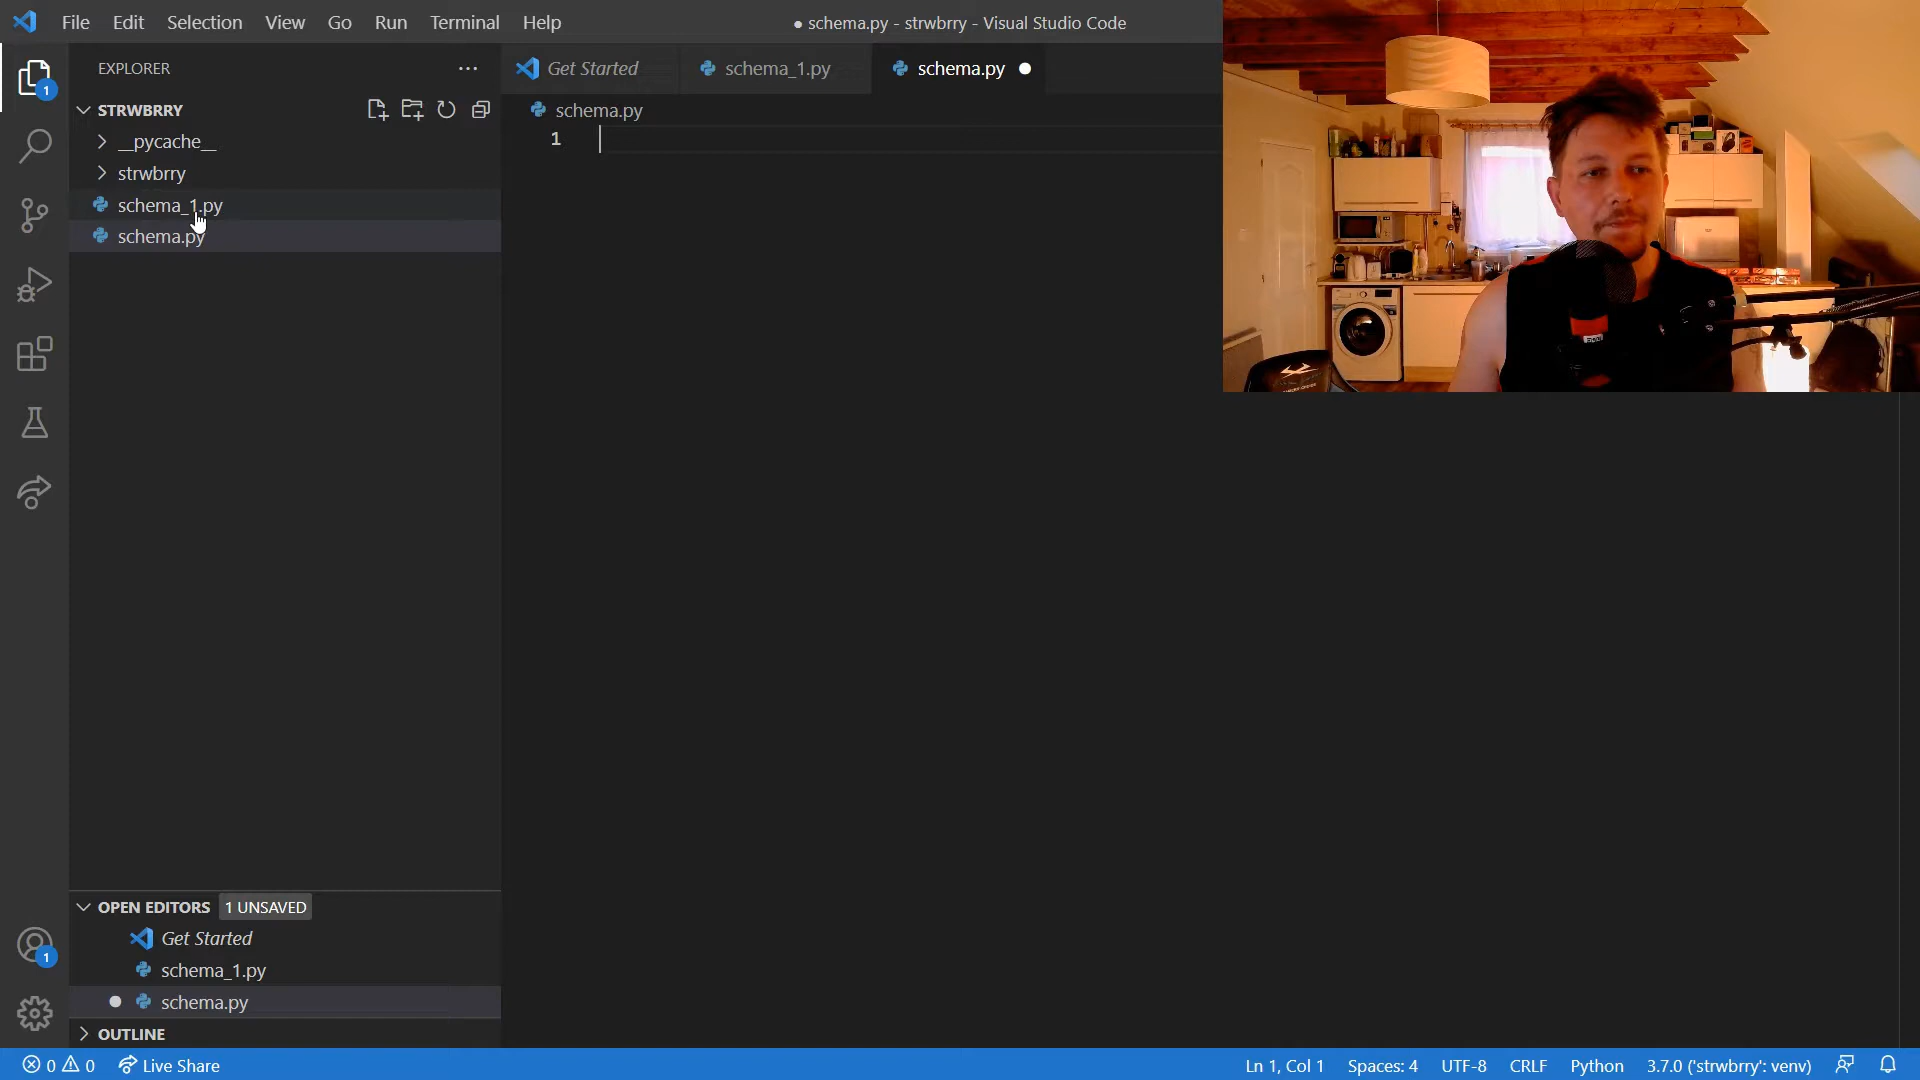 File Edit Selection View Go Run Terminal Help
● schema.py - strwbrry - Visual Studio Code
EXPLORER
Get Started
schema_1.py
schema.py
STRWBRRY
schema.py
__pycache__
1
strwbrry
schema_1.py
schema.py
1
OPEN EDITORS 1 UNSAVED
Get Started
schema_1.py
schema.py
1
OUTLINE
0 0 Live Share
Ln 1, Col 1 Spaces: 4 UTF-8 CRLF Python 3.7.0 ('strwbrry': venv)